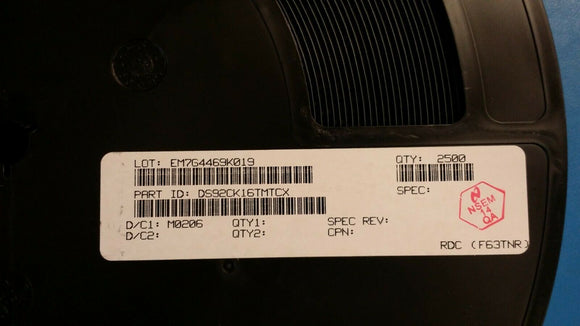 LOT: EM7G4469K019 QTY: 2500
PART ID: DS92CK16TMTCX SPEC:
D/C1: M0206 QTY1: SPEC REV:
D/C2: QTY2: CPN:
NSEM
14
QA
RDC (F63TNR)